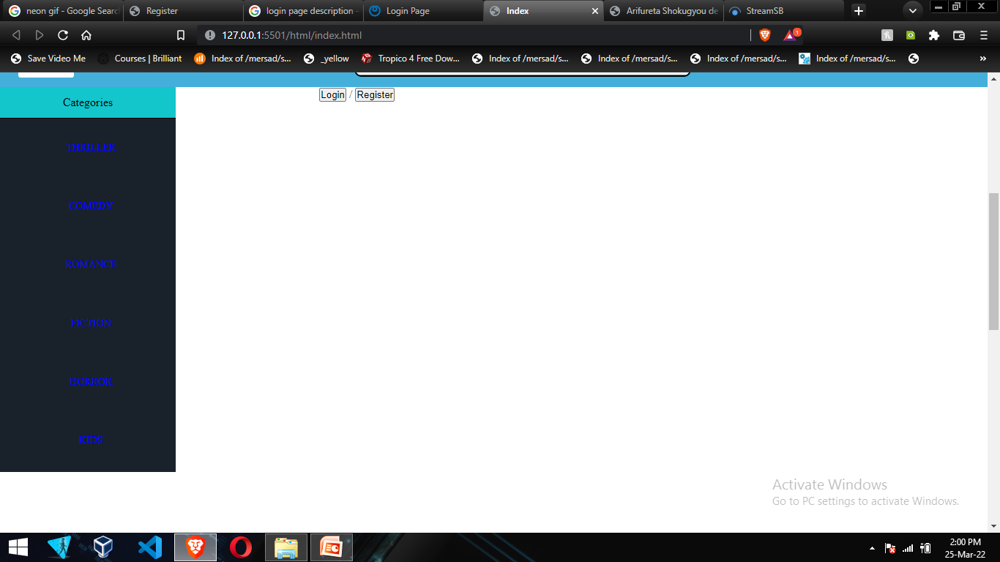 neon gif - Google Searc
Register
login page description -
Login Page
Index
Arifureta Shokugyou de
StreamSB
127.0.0.1:5501/html/index.html
1
Save Video Me
Courses | Brilliant
Index of /mersad/s...
_yellow
Tropico 4 Free Dow...
Index of /mersad/s...
Index of /mersad/s...
Index of /mersad/s...
Index of /mersad/s...
»
Categories
Login / Register
THRILLER
COMEDY
ROMANCE
FICTION
HORROR
KIDS
Activate Windows
Go to PC settings to activate Windows.
2:00 PM
25-Mar-22